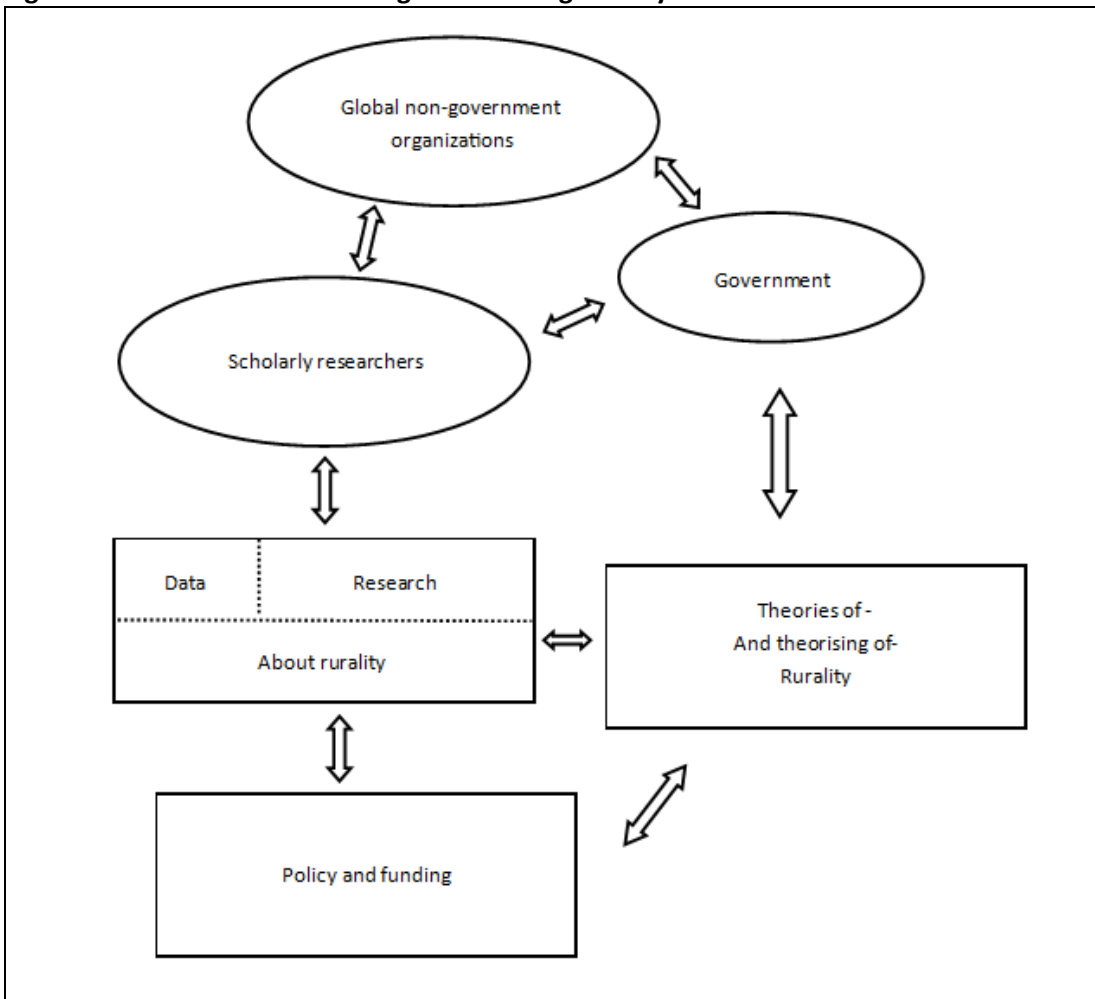 Global non-government
organizations
Government
Scholarly researchers
Data
Research
About rurality
Theories of -
And theorising of-
Rurality
Policy and funding